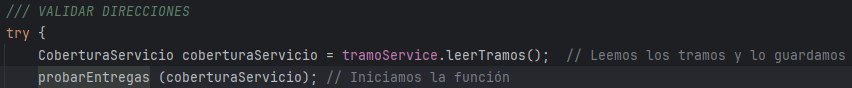 /// VALIDAR DIRECCIONES
try {
CoberturaServicio coberturaServicio = tramoService.leerTramos();  // Leemos los tramos y lo guardamos
probarEntregas (coberturaServicio); // Iniciamos la función